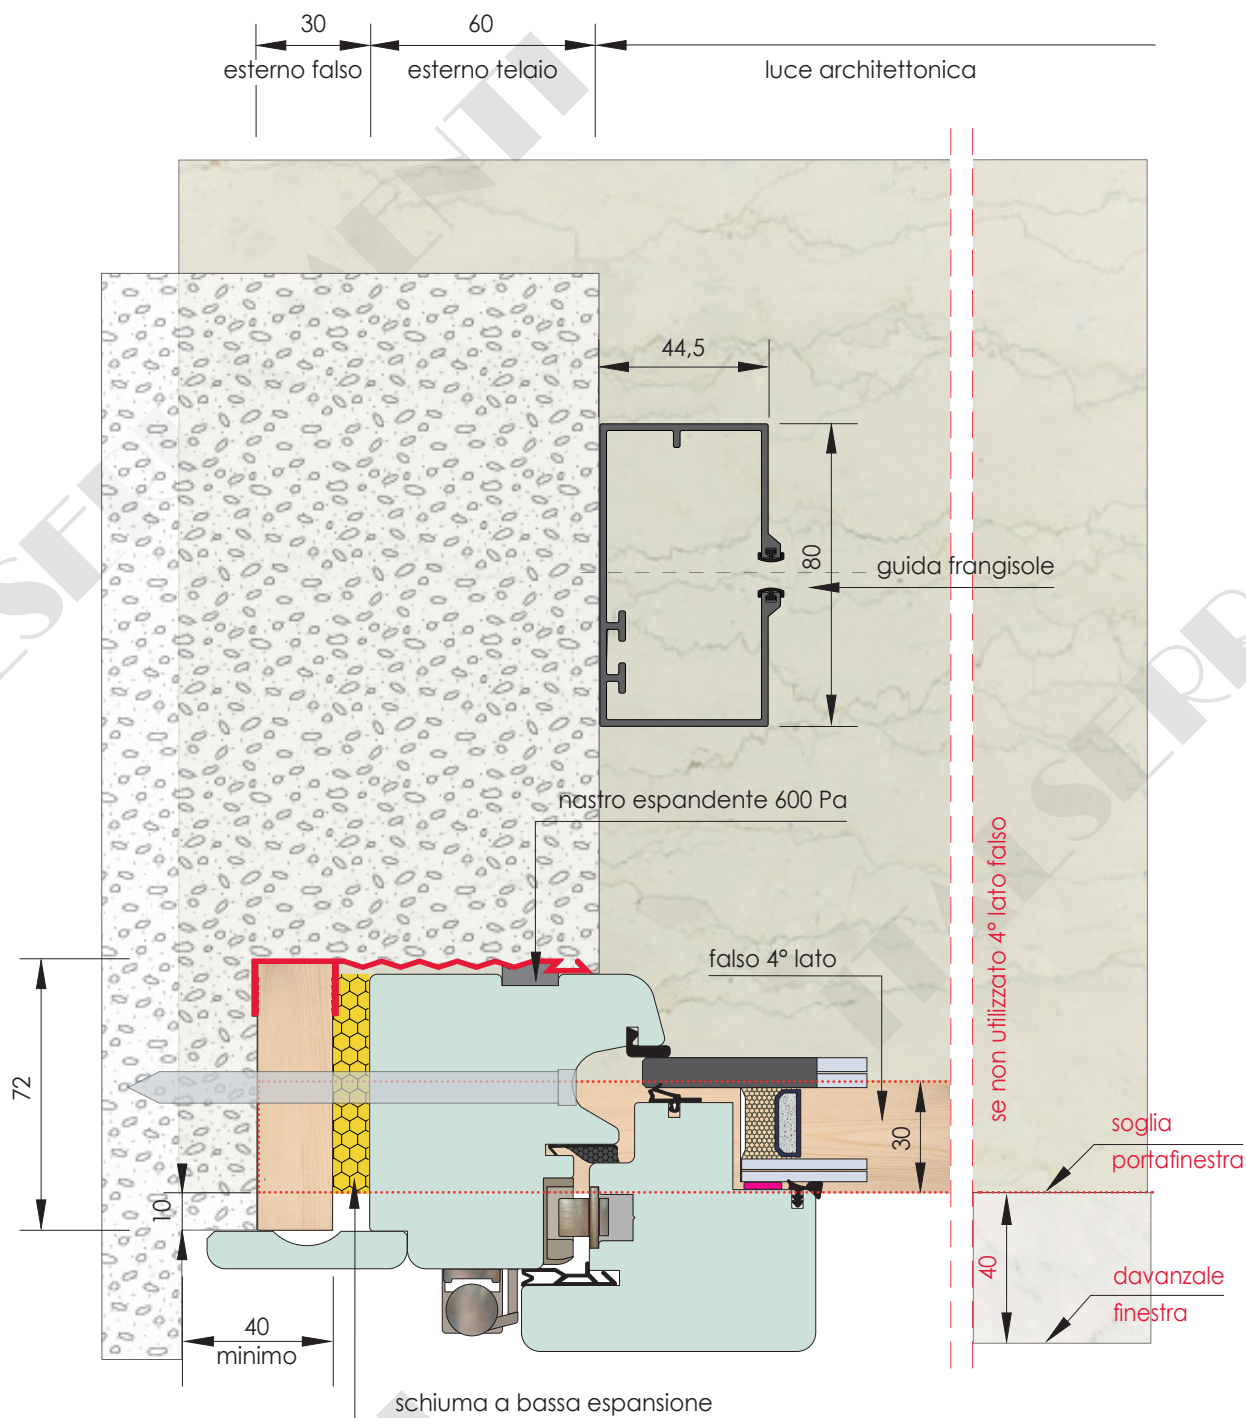 30
60
esterno falso
esterno telaio
luce architettonica
44,5
80
guida frangisole
nastro espandente 600 Pa
se non utilizzato 4° lato falso
falso 4° lato
72
30
soglia
portafinestra
10
40
davanzale
finestra
40
minimo
schiuma a bassa espansione